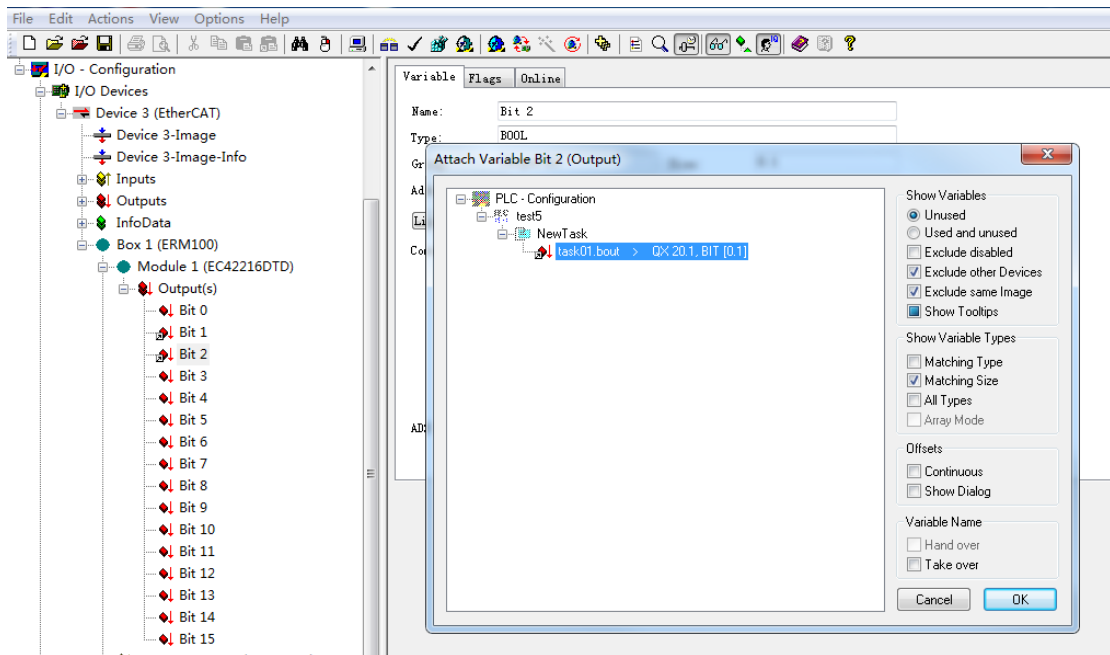 File Edit Actions View Options Help
I/O - Configuration
I/O Devices
Device 3 (EtherCAT)
Device 3-Image
Device 3-Image-Info
Inputs
Outputs
InfoData
Box 1 (ERM100)
Module 1 (EC42216DTD)
Output(s)
Bit 0
Bit 1
Bit 2
Bit 3
Bit 4
Bit 5
Bit 6
Bit 7
Bit 8
Bit 9
Bit 10
Bit 11
Bit 12
Bit 13
Bit 14
Bit 15
Variable Flags Online
Name: Bit 2
Type: BOOL
Gr
Ad
Li
Co
AD
Attach Variable Bit 2 (Output)
PLC - Configuration
test5
NewTask
task01.bout > QX 20.1, BIT [0.1]
Show Variables
Unused
Used and unused
Exclude disabled
Exclude other Devices
Exclude same Image
Show Tooltips
Show Variable Types
Matching Type
Matching Size
All Types
Array Mode
Offsets
Continuous
Show Dialog
Variable Name
Hand over
Take over
Cancel OK